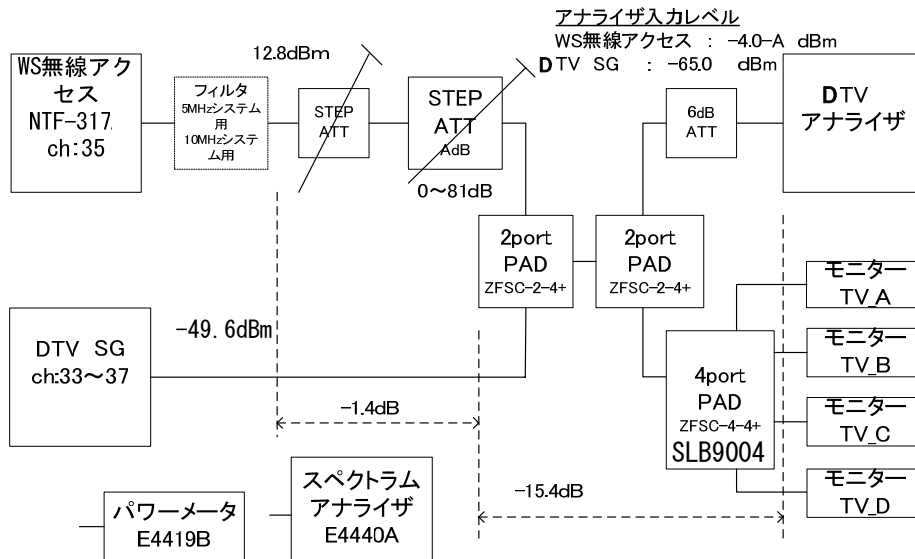 アナライザ入力レベル
WS無線アクセス : -4.0-A dBm
DTV SG : -65.0 dBm
12.8dBm
WS無線アクセス
NTF-317.
ch:35
フィルタ
5MHzシステム用
10MHzシステム用
STEP
ATT
STEP
ATT
AdB
0～81dB
6dB
ATT
DTV
アナライザ
2port
PAD
ZFSC-2-4+
2port
PAD
ZFSC-2-4+
モニター
TV_A
モニター
TV_B
モニター
TV_C
モニター
TV_D
DTV SG
ch:33～37
-49.6dBm
4port
PAD
ZFSC-4-4+
SLB9004
-1.4dB
-15.4dB
パワーメータ
E4419B
スペクトラム
アナライザ
E4440A